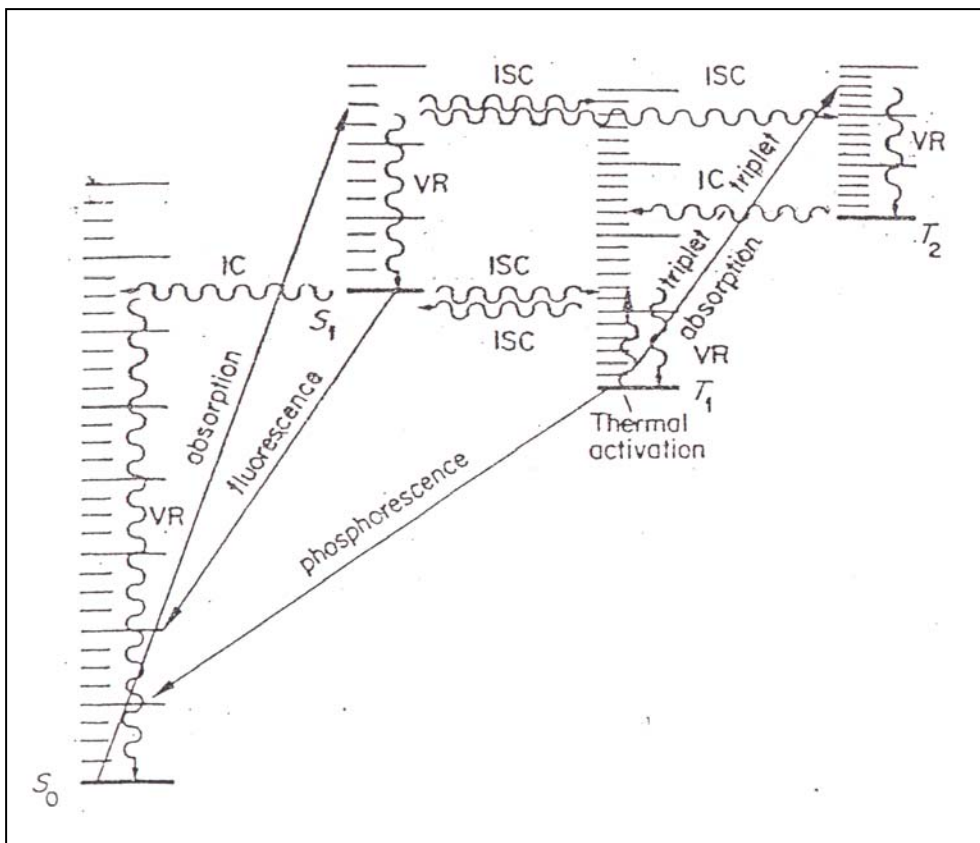 ISC
ISC
VR
VR
IC
triplet
T2
IC
ISC
triplet
absorption
S1
ISC
VR
T1
absorption
fluorescence
Thermal
activation
phosphorescence
VR
S0